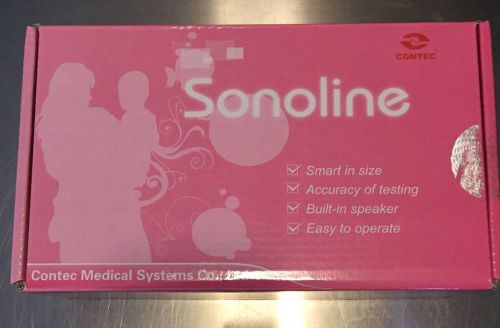 CONTEC
Sonoline
Smart in size
Accuracy of testing
Built-in speaker
Easy to operate
Contec Medical Systems Co.